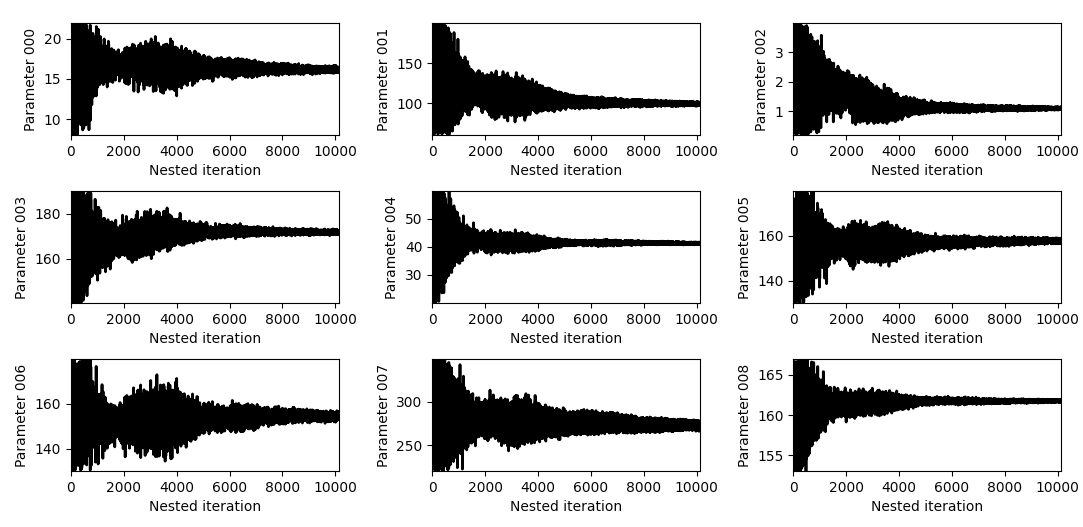 Parameter 000
20
15
10
0 2000 4000 6000 8000 10000
Nested iteration
Parameter 001
150
100
0 2000 4000 6000 8000 10000
Nested iteration
Parameter 002
3
2
1
0 2000 4000 6000 8000 10000
Nested iteration
Parameter 003
180
160
0 2000 4000 6000 8000 10000
Nested iteration
Parameter 004
50
40
30
0 2000 4000 6000 8000 10000
Nested iteration
Parameter 005
160
140
0 2000 4000 6000 8000 10000
Nested iteration
Parameter 006
160
140
0 2000 4000 6000 8000 10000
Nested iteration
Parameter 007
300
250
0 2000 4000 6000 8000 10000
Nested iteration
Parameter 008
165
160
155
0 2000 4000 6000 8000 10000
Nested iteration